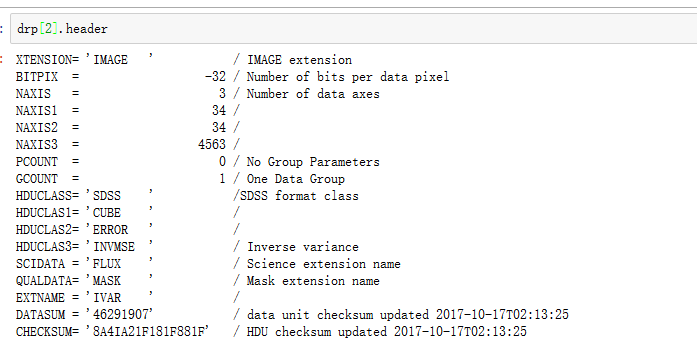 : drp[2].header
: XTENSION= 'IMAGE   '           / IMAGE extension
BITPIX  =                  -32 / Number of bits per data pixel
NAXIS   =                    3 / Number of data axes
NAXIS1  =                   34 /
NAXIS2  =                   34 /
NAXIS3  =                 4563 /
PCOUNT  =                    0 / No Group Parameters
GCOUNT  =                    1 / One Data Group
HDUCLASS= 'SDSS    '           /SDSS format class
HDUCLAS1= 'CUBE    '           /
HDUCLAS2= 'ERROR   '           /
HDUCLAS3= 'INVMSE  '           / Inverse variance
SCIDATA = 'FLUX    '           / Science extension name
QUALDATA= 'MASK    '           / Mask extension name
EXTNAME = 'IVAR    '           /
DATASUM = '46291907'           / data unit checksum updated 2017-10-17T02:13:25
CHECKSUM= '8A4IA21F181F881F'   / HDU checksum updated 2017-10-17T02:13:25